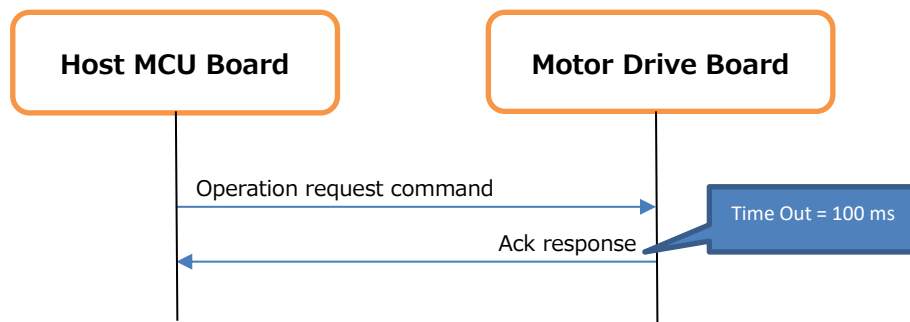 Host MCU Board
Motor Drive Board
Operation request command
Time Out = 100 ms
Ack response